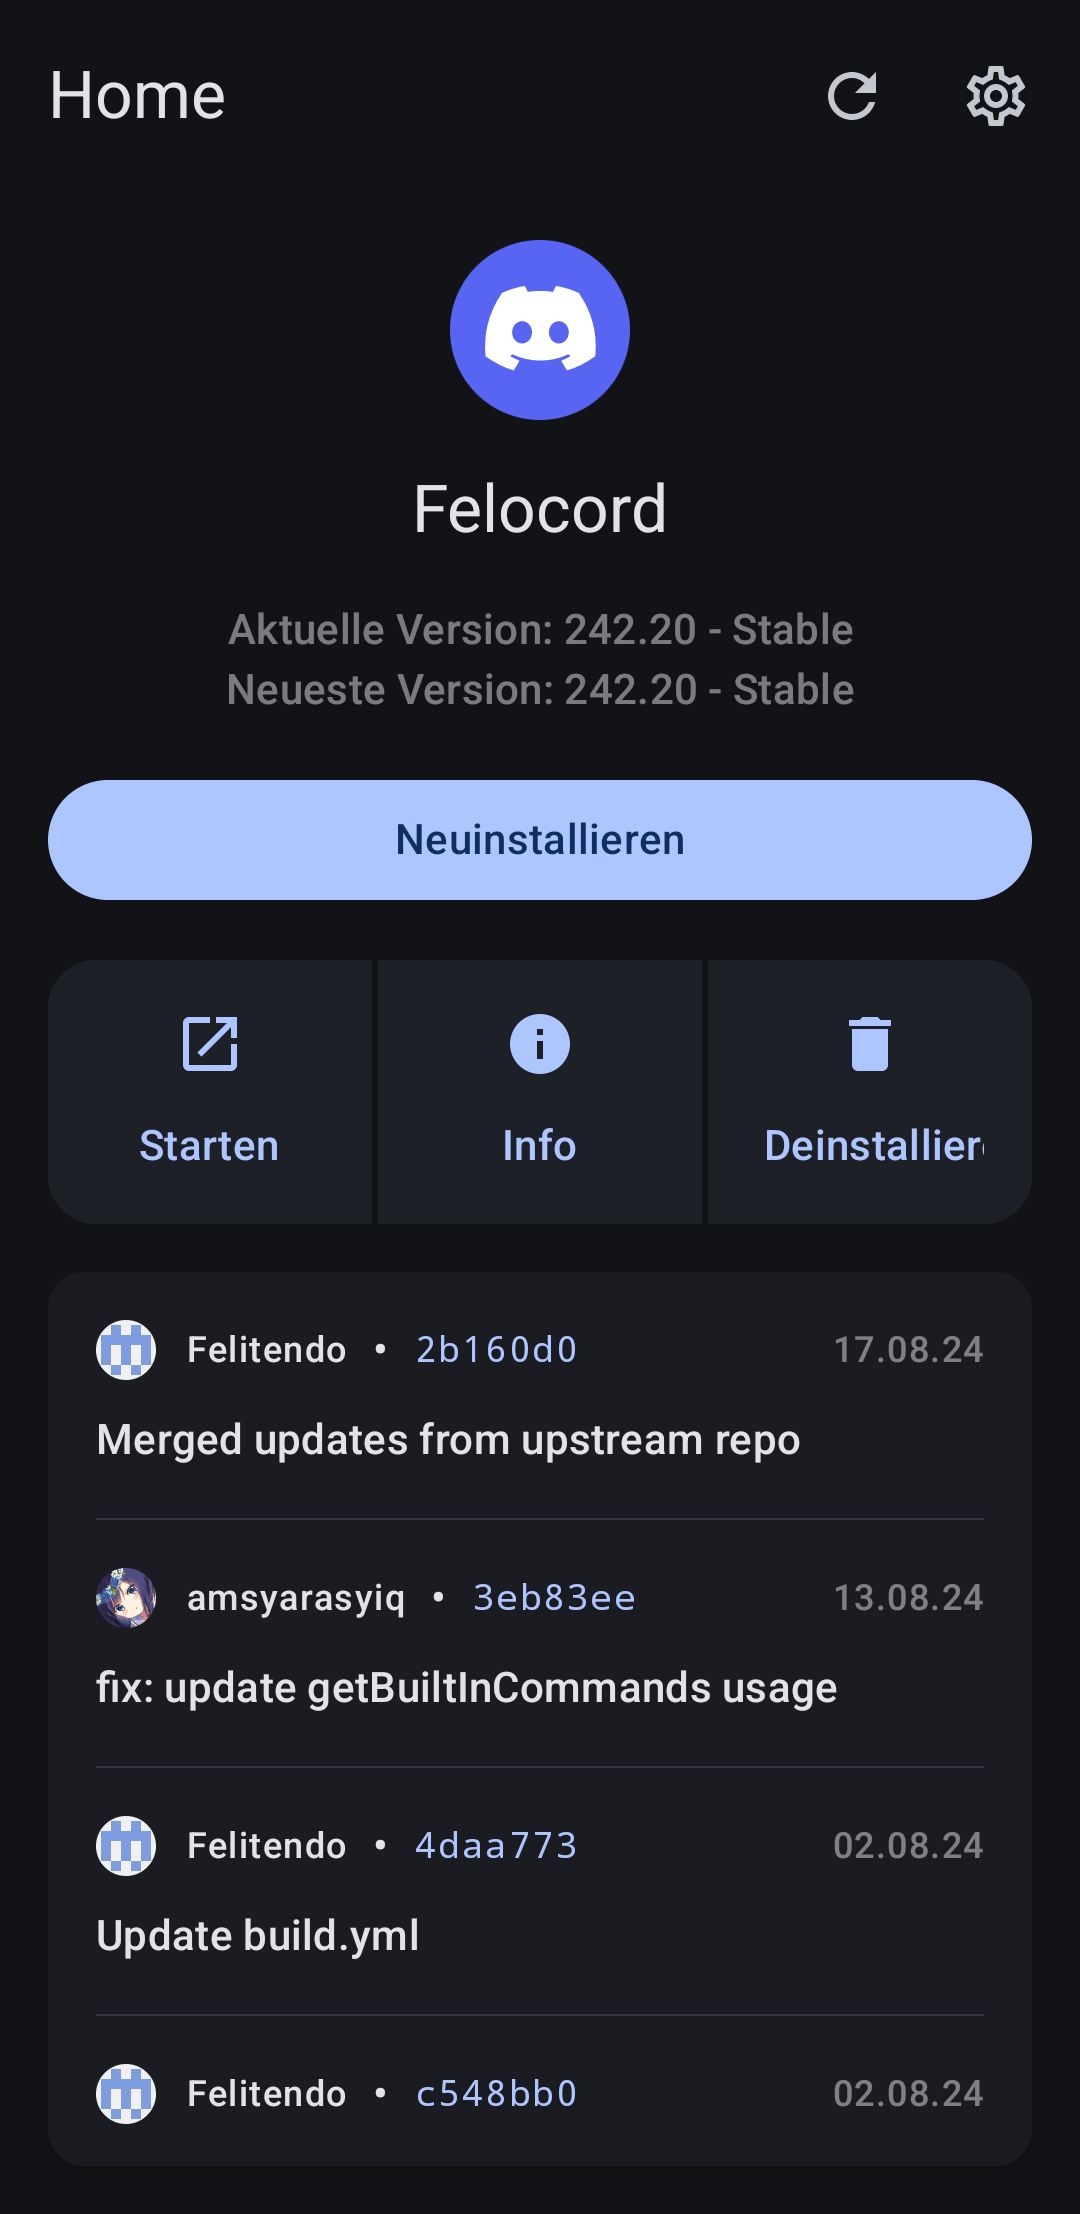 Home
Felocord
Aktuelle Version: 242.20 - Stable
Neueste Version: 242.20 - Stable
Neuinstallieren
Starten
Info
Deinstallier
Felitendo • 2b160d0 17.08.24
Merged updates from upstream repo
amsyarasyiq • 3eb83ee 13.08.24
fix: update getBuiltInCommands usage
Felitendo • 4daa773 02.08.24
Update build.yml
Felitendo • c548bb0 02.08.24